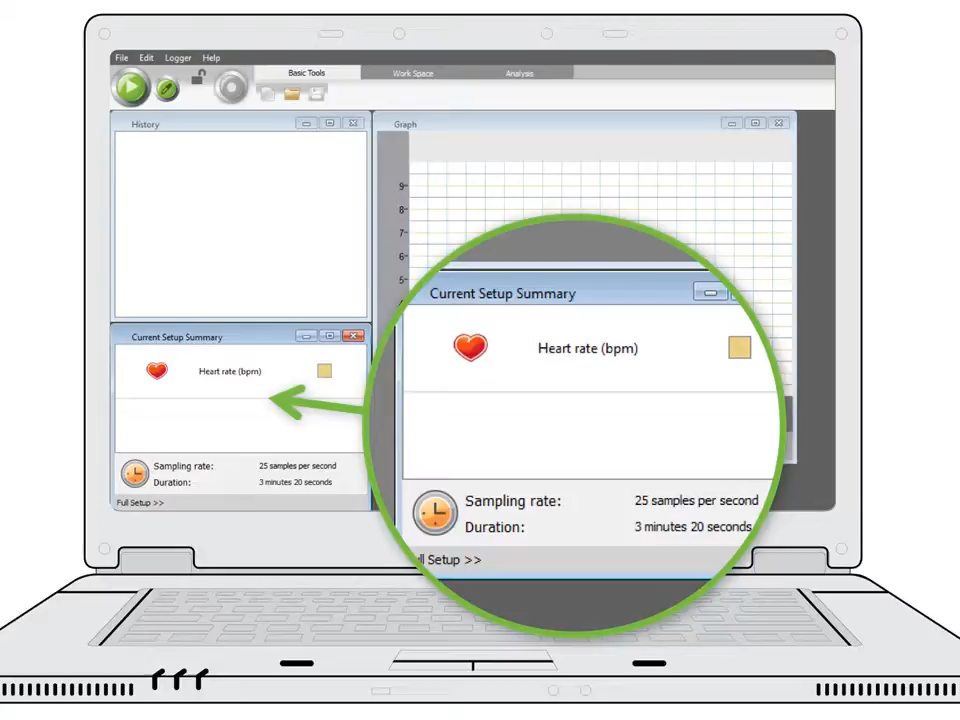 File Edit Logger Help
Basic Tools Work Space Analysis
History
Graph
9
8
7
6
5
Current Setup Summary
Heart rate (bpm)
Sampling rate: 25 samples per second
Duration: 3 minutes 20 seconds
Full Setup >>
Current Setup Summary
Heart rate (bpm)
Sampling rate: 25 samples per second
Duration: 3 minutes 20 seconds
ll Setup >>